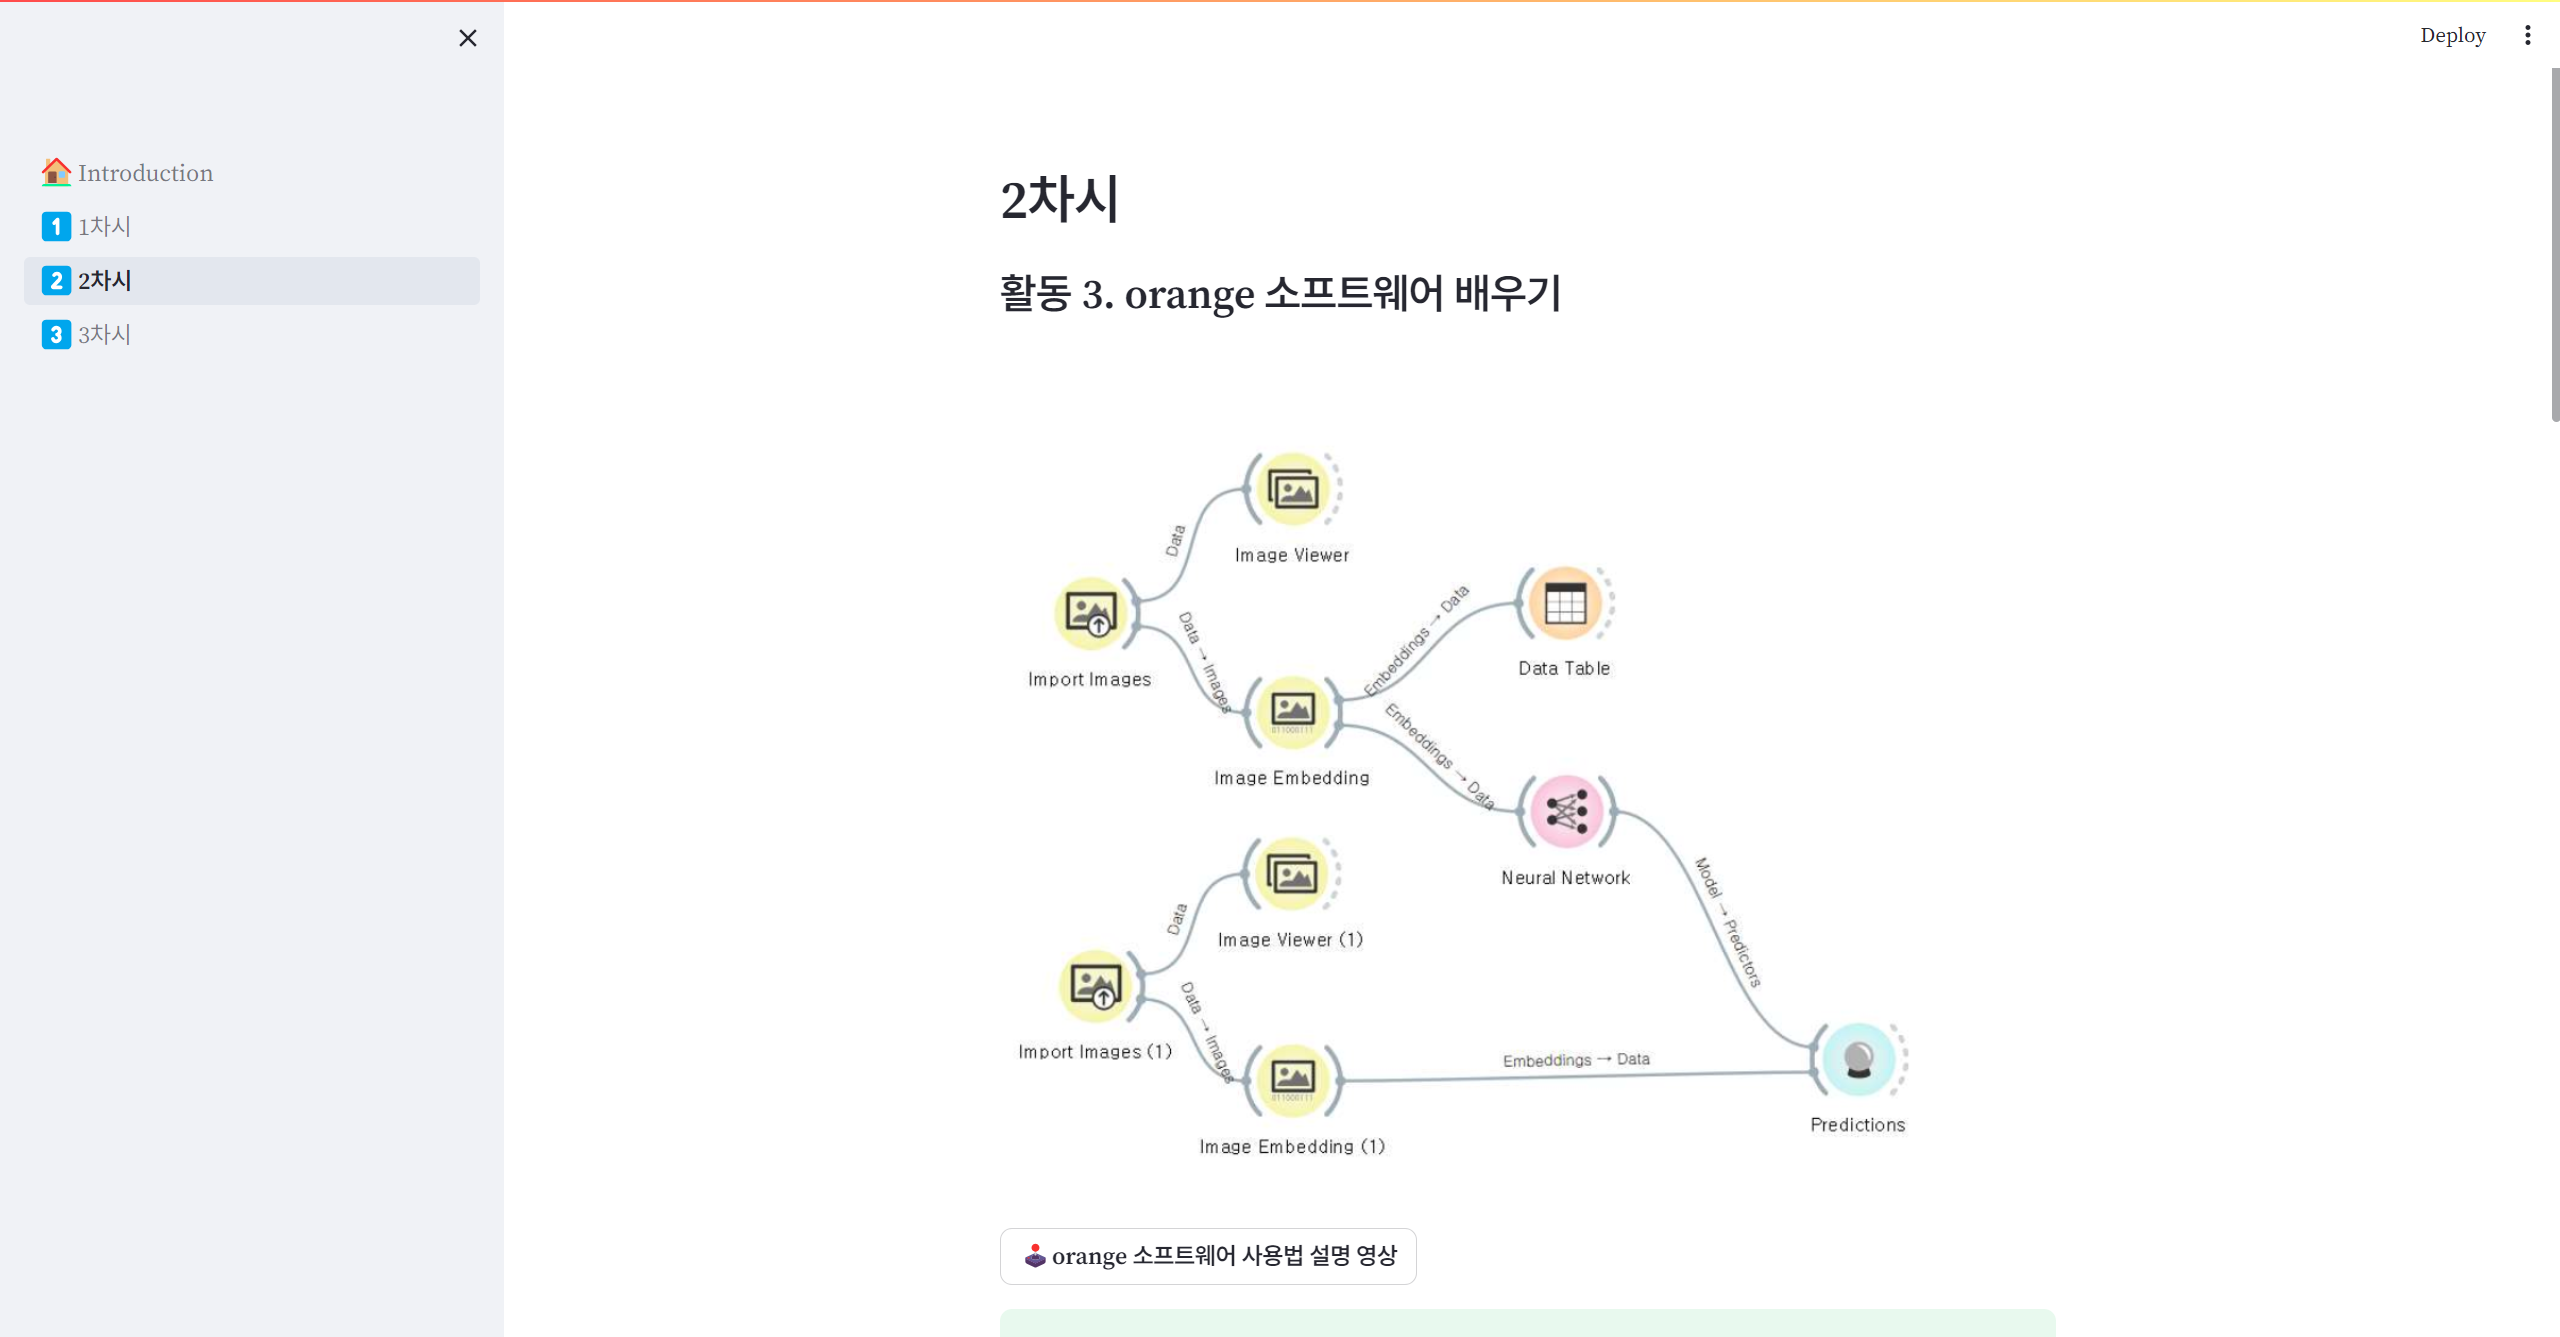 Deploy
Introduction
1 1차시
2 2차시
3 3차시
2차시
활동 3. orange 소프트웨어 배우기
Data
Image Viewer
Import Images
Data → Images
Embeddings → Data
Data Table
Image Embedding
Embeddings → Data
Neural Network
Model → Predictors
Data
Image Viewer (1)
Import Images (1)
Data → Images
Embeddings → Data
Image Embedding (1)
Predictions
orange 소프트웨어 사용법 설명 영상